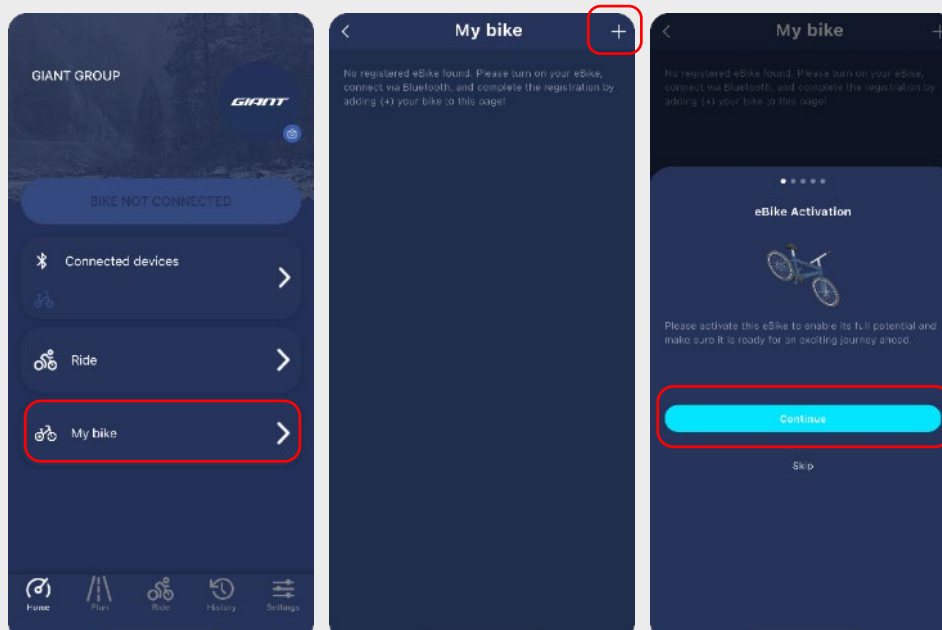 GIANT GROUP
GIANT
BIKE NOT CONNECTED
Connected devices
Ride
My bike
Home
Plan
Ride
History
Settings
My bike
No registered eBike found. Please turn on your eBike,
connect via Bluetooth, and complete the registration by
adding (+) your bike to this page!
My bike
No registered eBike found. Please turn on your eBike,
connect via Bluetooth, and complete the registration by
adding (+) your bike to this page!
eBike Activation
Please activate this eBike to enable its full potential and
make sure it is ready for an exciting journey ahead.
Continue
Skip